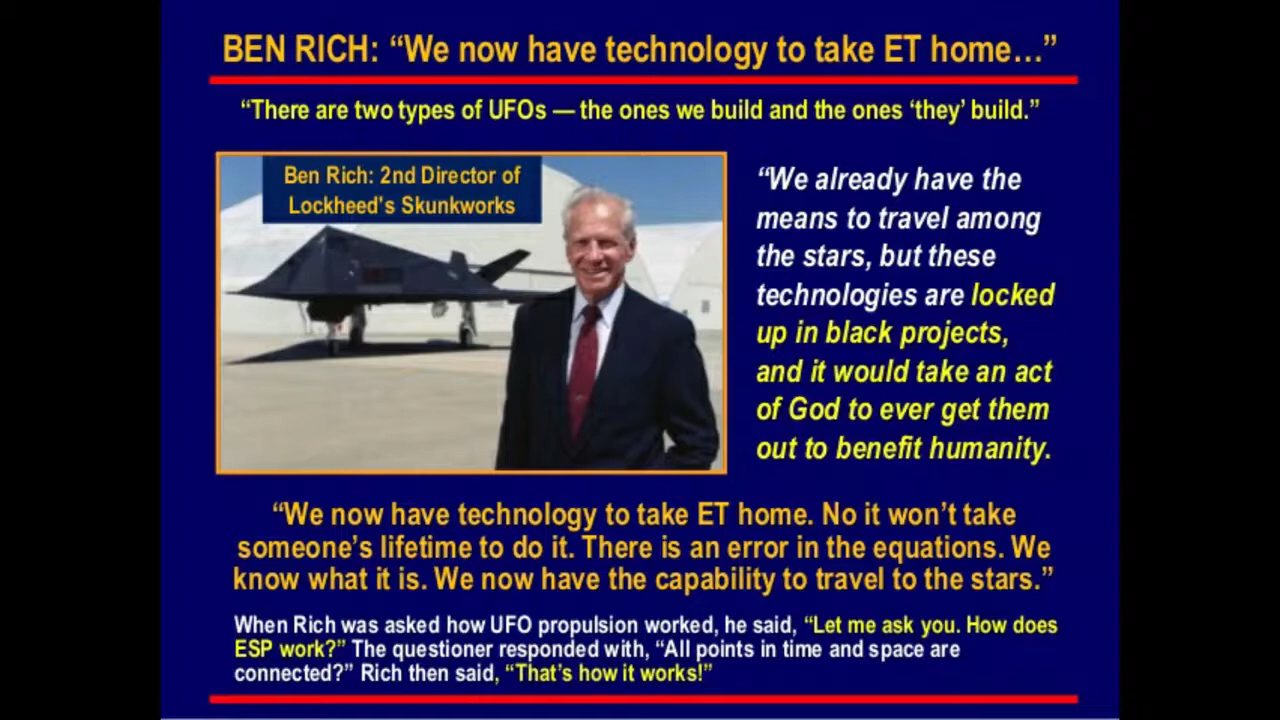 BEN RICH: “We now have technology to take ET home…”
“There are two types of UFOs — the ones we build and the ones ‘they’ build.”
Ben Rich: 2nd Director of
Lockheed's Skunkworks
“We already have the
means to travel among
the stars, but these
technologies are locked
up in black projects,
and it would take an act
of God to ever get them
out to benefit humanity.
“We now have technology to take ET home. No it won’t take
someone’s lifetime to do it. There is an error in the equations. We
know what it is. We now have the capability to travel to the stars.”
When Rich was asked how UFO propulsion worked, he said, “Let me ask you. How does
ESP work?” The questioner responded with, “All points in time and space are
connected?” Rich then said, “That’s how it works!”